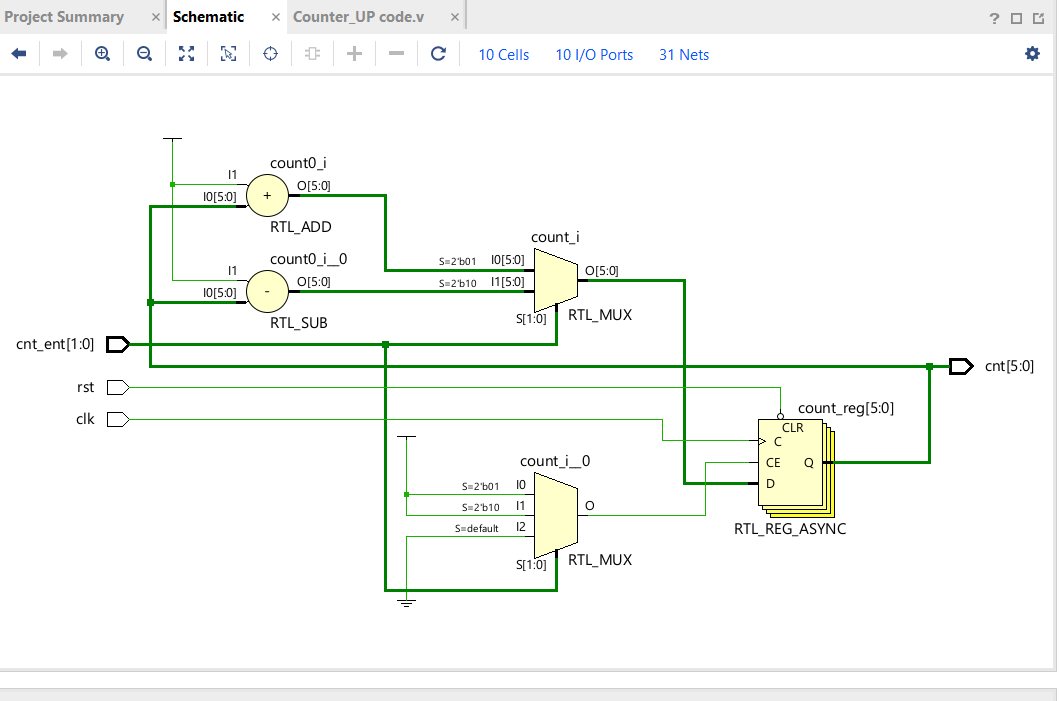 Project Summary × Schematic × Counter_UP code.v × ?
10 Cells 10 I/O Ports 31 Nets
count0_i
I1
O[5:0]
I0[5:0]
+
RTL_ADD
count0_i__0
I1
O[5:0]
I0[5:0]
-
RTL_SUB
count_i
S=2'b01 I0[5:0]
O[5:0]
S=2'b10 I1[5:0]
S[1:0]
RTL_MUX
cnt_ent[1:0]
cnt[5:0]
rst
clk
count_reg[5:0]
CLR
C
CE Q
D
RTL_REG_ASYNC
count_i__0
S=2'b01 I0
S=2'b10 I1 O
S=default I2
S[1:0]
RTL_MUX